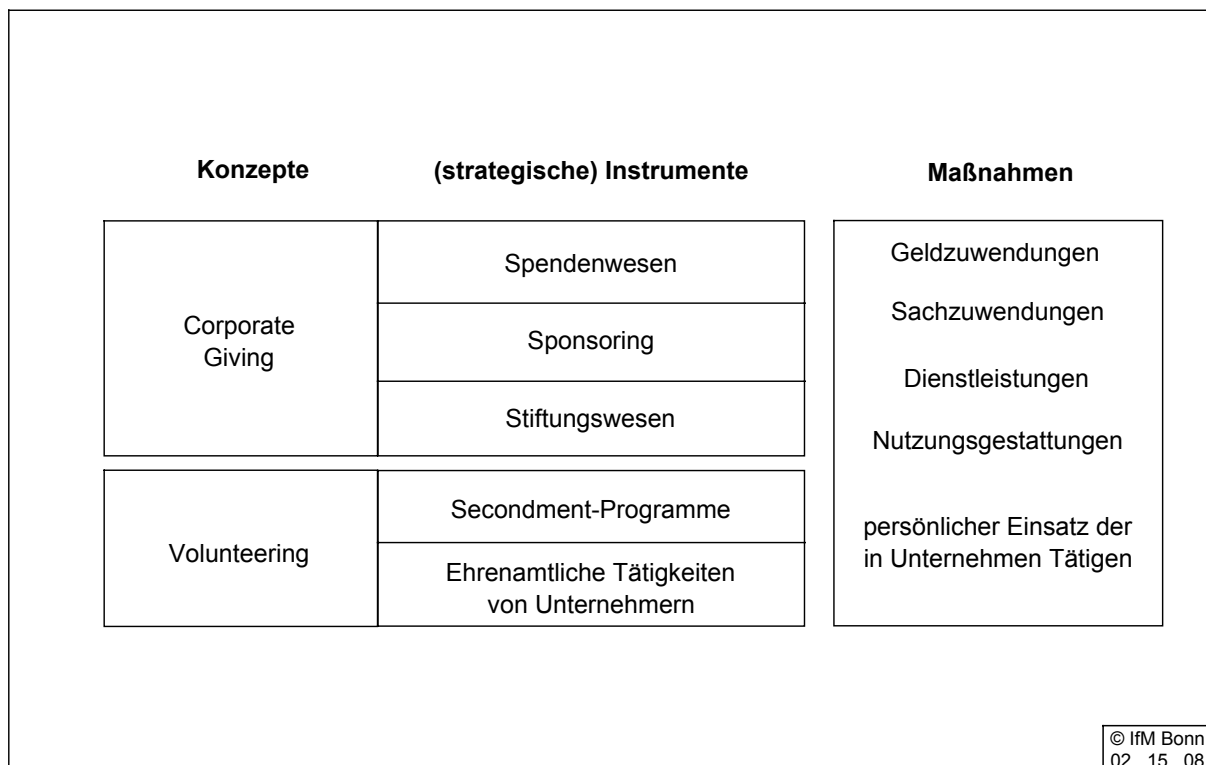 Konzepte
(strategische) Instrumente
Maßnahmen
Corporate
Giving
Spendenwesen
Sponsoring
Stiftungswesen
Volunteering
Secondment-Programme
Ehrenamtliche Tätigkeiten
von Unternehmern
Geldzuwendungen
Sachzuwendungen
Dienstleistungen
Nutzungsgestattungen
persönlicher Einsatz der
in Unternehmen Tätigen
© IfM Bonn
02 15 08